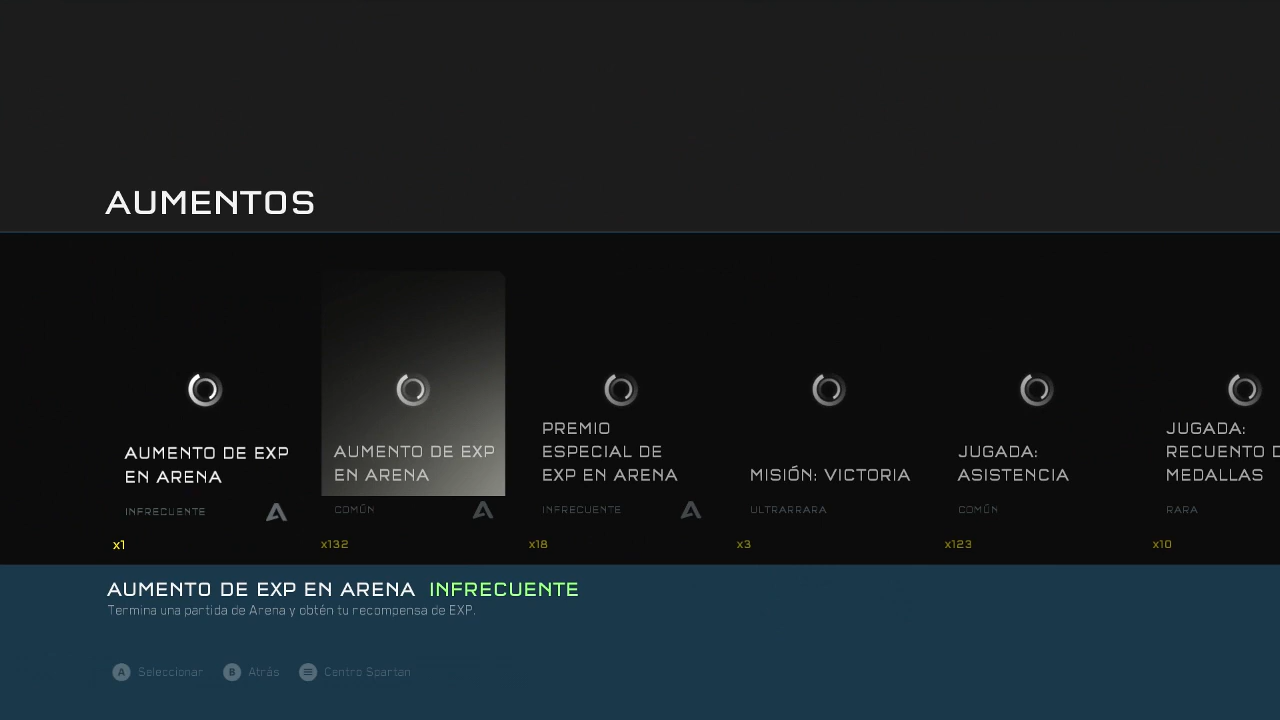 AUMENTOS
AUMENTO DE EXP
EN ARENA
INFRECUENTE
x1
AUMENTO DE EXP
EN ARENA
COMÚN
x132
PREMIO
ESPECIAL DE
EXP EN ARENA
INFRECUENTE
x18
MISIÓN: VICTORIA
ULTRARRARA
x3
JUGADA:
ASISTENCIA
COMÚN
x123
JUGADA:
RECUENTO D
MEDALLAS
RARA
x10
AUMENTO DE EXP EN ARENA INFRECUENTE
Termina una partida de Arena y obtén tu recompensa de EXP.
A Seleccionar B Atrás Centro Spartan